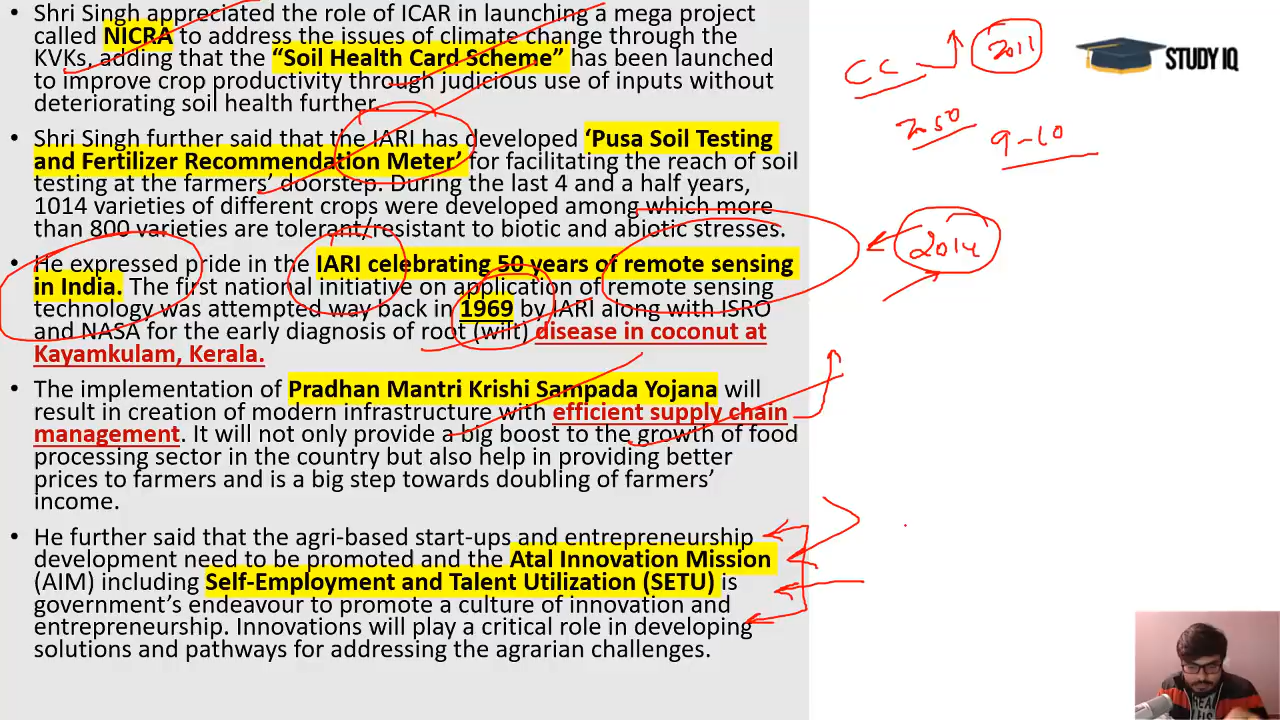 • Shri Singh appreciated the role of ICAR in launching a mega project
called NICRA to address the issues of climate change through the
KVKs, adding that the “Soil Health Card Scheme” has been launched
to improve crop productivity through judicious use of inputs without
deteriorating soil health further.
• Shri Singh further said that the IARI has developed ‘Pusa Soil Testing
and Fertilizer Recommendation Meter’ for facilitating the reach of soil
testing at the farmers’ doorstep. During the last 4 and a half years,
1014 varieties of different crops were developed among which more
than 800 varieties are tolerant/resistant to biotic and abiotic stresses.
• He expressed pride in the IARI celebrating 50 years of remote sensing
in India. The first national initiative on application of remote sensing
technology was attempted way back in 1969 by IARI along with ISRO
and NASA for the early diagnosis of root (wilt) disease in coconut at
Kayamkulam, Kerala.
• The implementation of Pradhan Mantri Krishi Sampada Yojana will
result in creation of modern infrastructure with efficient supply chain
management. It will not only provide a big boost to the growth of food
processing sector in the country but also help in providing better
prices to farmers and is a big step towards doubling of farmers’
income.
• He further said that the agri-based start-ups and entrepreneurship
development need to be promoted and the Atal Innovation Mission
(AIM) including Self-Employment and Talent Utilization (SETU) is
government’s endeavour to promote a culture of innovation and
entrepreneurship. Innovations will play a critical role in developing
solutions and pathways for addressing the agrarian challenges.
CC 2011
2050
9-10
2014
STUDY IQ